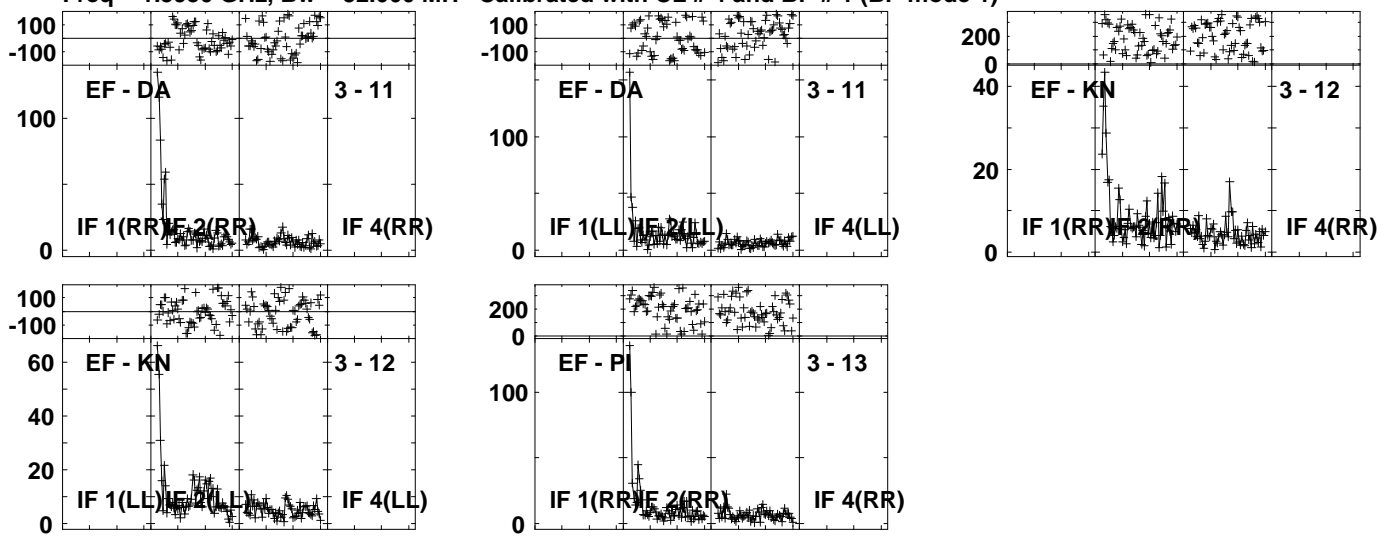 100
-100
100
-100
200
0
EF - DA 3 - 11
EF - DA 3 - 11
EF - KN 3 - 12
100
0
100
0
40
20
0
IF 1(RR) IF 2(RR) IF 4(RR)
IF 1(LL) IF 2(LL) IF 4(LL)
IF 1(RR) IF 2(RR) IF 4(RR)
100
-100
200
0
EF - KN 3 - 12
EF - PI 3 - 13
60
40
20
0
100
0
IF 1(LL) IF 2(LL) IF 4(LL)
IF 1(RR) IF 2(RR) IF 4(RR)